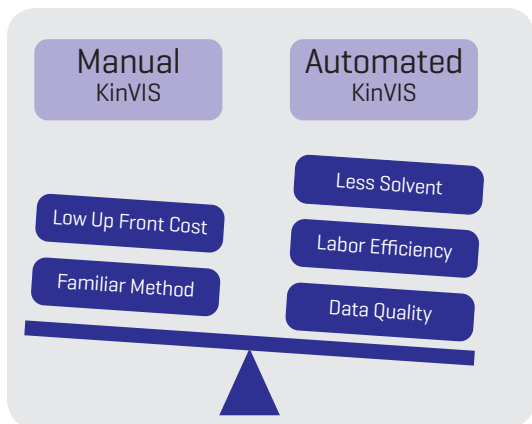 Manual
KinVIS
Automated
KinVIS
Low Up Front Cost
Familiar Method
Less Solvent
Labor Efficiency
Data Quality